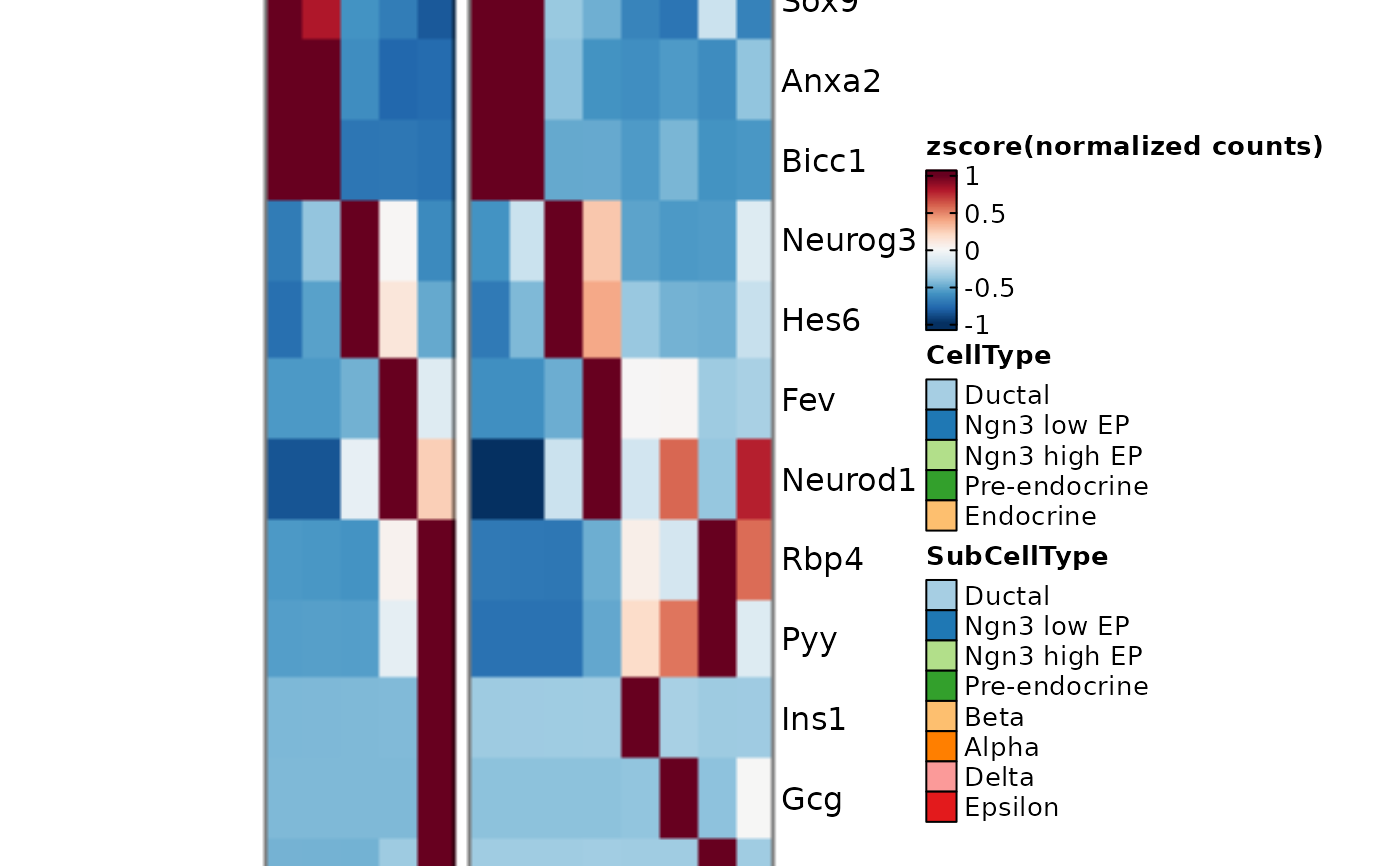 Sox9
Anxa2
Bicc1
Neurog3
Hes6
Fev
Neurod1
Rbp4
Pyy
Ins1
Gcg
zscore(normalized counts)
1
0.5
0
-0.5
-1
CellType
Ductal
Ngn3 low EP
Ngn3 high EP
Pre-endocrine
Endocrine
SubCellType
Ductal
Ngn3 low EP
Ngn3 high EP
Pre-endocrine
Beta
Alpha
Delta
Epsilon